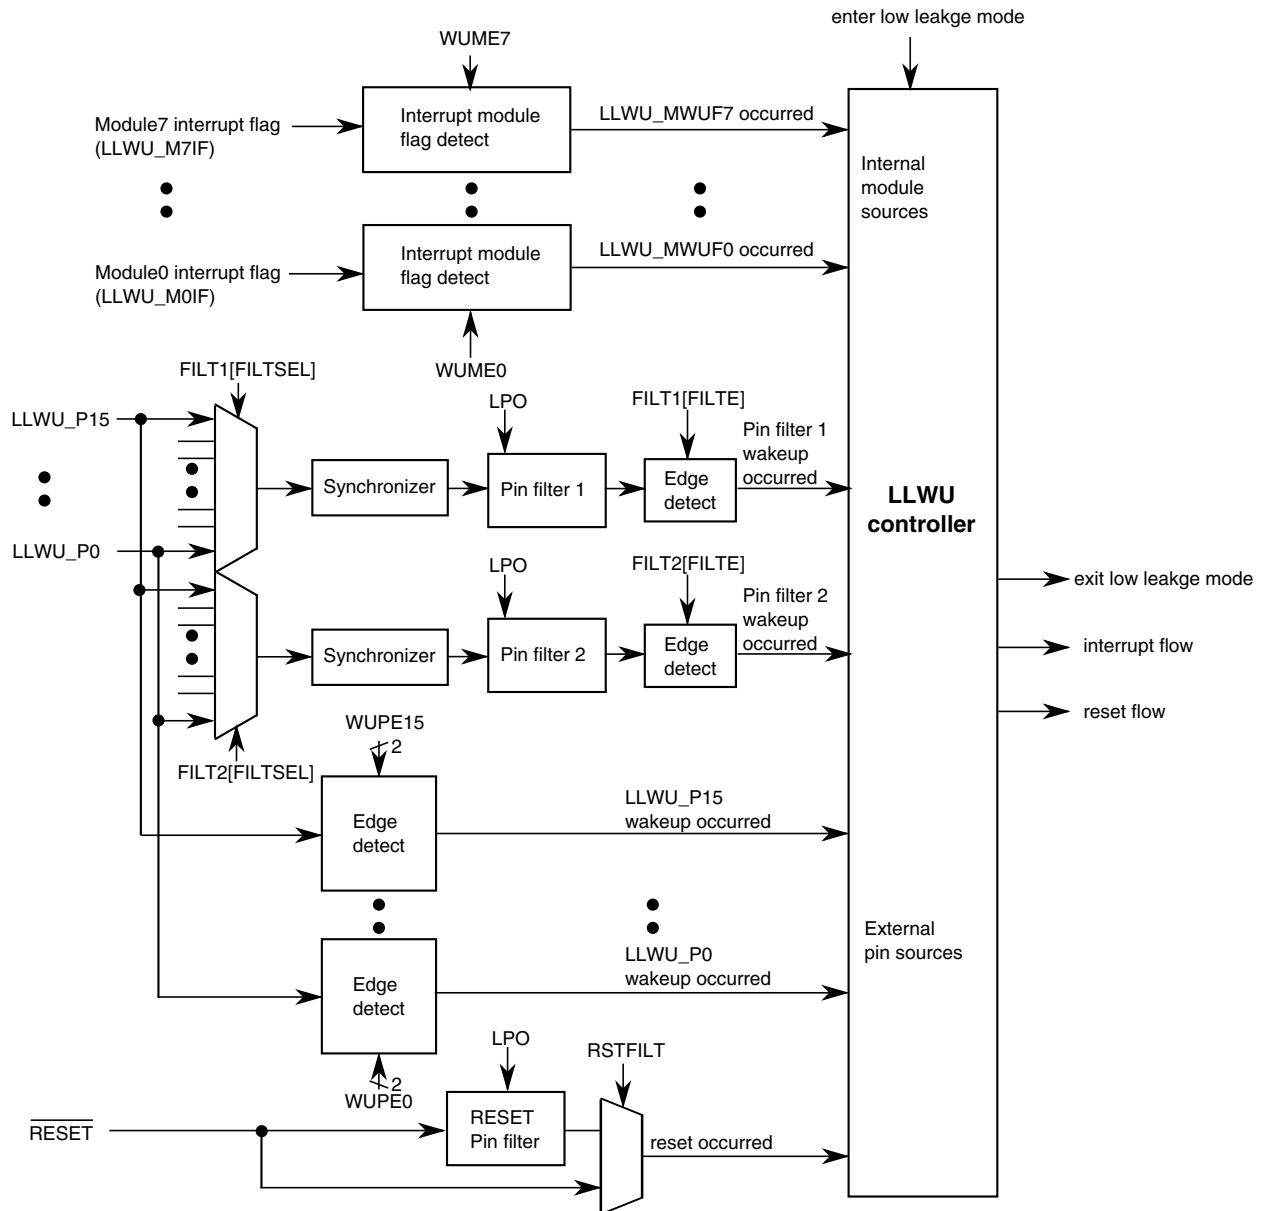 enter low leakge mode
WUME7
Module7 interrupt flag
(LLWU_M7IF)
Interrupt module
flag detect
LLWU_MWUF7 occurred
Internal
module
sources
Module0 interrupt flag
(LLWU_M0IF)
Interrupt module
flag detect
LLWU_MWUF0 occurred
WUME0
FILT1[FILTSEL]
LLWU_P15
LLWU_P0
Synchronizer
LPO
Pin filter 1
FILT1[FILTE]
Edge
detect
Pin filter 1
wakeup
occurred
LLWU
controller
Synchronizer
LPO
Pin filter 2
FILT2[FILTE]
Edge
detect
Pin filter 2
wakeup
occurred
exit low leakge mode
interrupt flow
reset flow
FILT2[FILTSEL]
WUPE15
2
Edge
detect
LLWU_P15
wakeup occurred
External
pin sources
Edge
detect
LLWU_P0
wakeup occurred
2
WUPE0
RESET
LPO
RESET
Pin filter
RSTFILT
reset occurred